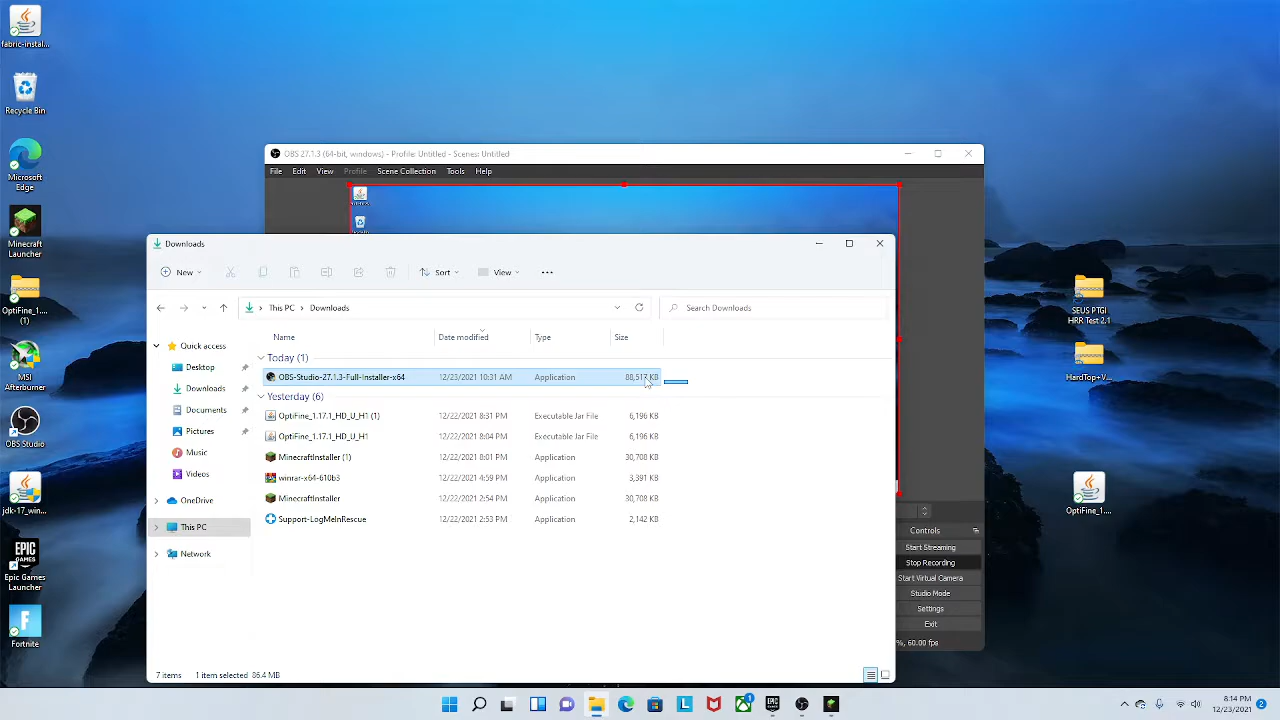 fabric-instal...
Recycle Bin
Microsoft
Edge
Minecraft
Launcher
OptiFine_1....
MSI
Afterburner
OBS Studio
jdk-17_win...
EPIC
GAMES
Epic Games
Launcher
Fortnite
OBS 27.1.3 (64-bit, windows) - Profile: Untitled - Scenes: Untitled
File Edit View Profile Scene Collection Tools Help
Downloads
New Sort View
This PC > Downloads
Search Downloads
Name Date modified Type Size
Quick access
Desktop
Downloads
Documents
Pictures
Music
Videos
OneDrive
This PC
Network
Today (1)
OBS-Studio-27.1.3-Full-Installer-x64 12/23/2021 10:31 AM Application 88,517 KB
Yesterday (6)
OptiFine_1.17.1_HD_U_H1 (1) 12/22/2021 8:31 PM Executable Jar File 6,196 KB
OptiFine_1.17.1_HD_U_H1 12/22/2021 8:04 PM Executable Jar File 6,196 KB
MinecraftInstaller (1) 12/22/2021 8:01 PM Application 30,708 KB
winrar-x64-610b3 12/22/2021 4:59 PM Application 3,391 KB
MinecraftInstaller 12/22/2021 2:54 PM Application 30,708 KB
Support-LogMeInRescue 12/22/2021 2:53 PM Application 2,142 KB
7 items 1 item selected 86.4 MB
Controls
Start Streaming
Stop Recording
Start Virtual Camera
Studio Mode
Settings
Exit
%, 60.00 fps
SEUS PTGI
HRR Test 2.1
HardTop+V...
OptiFine_1....
8:14 PM
12/23/2021